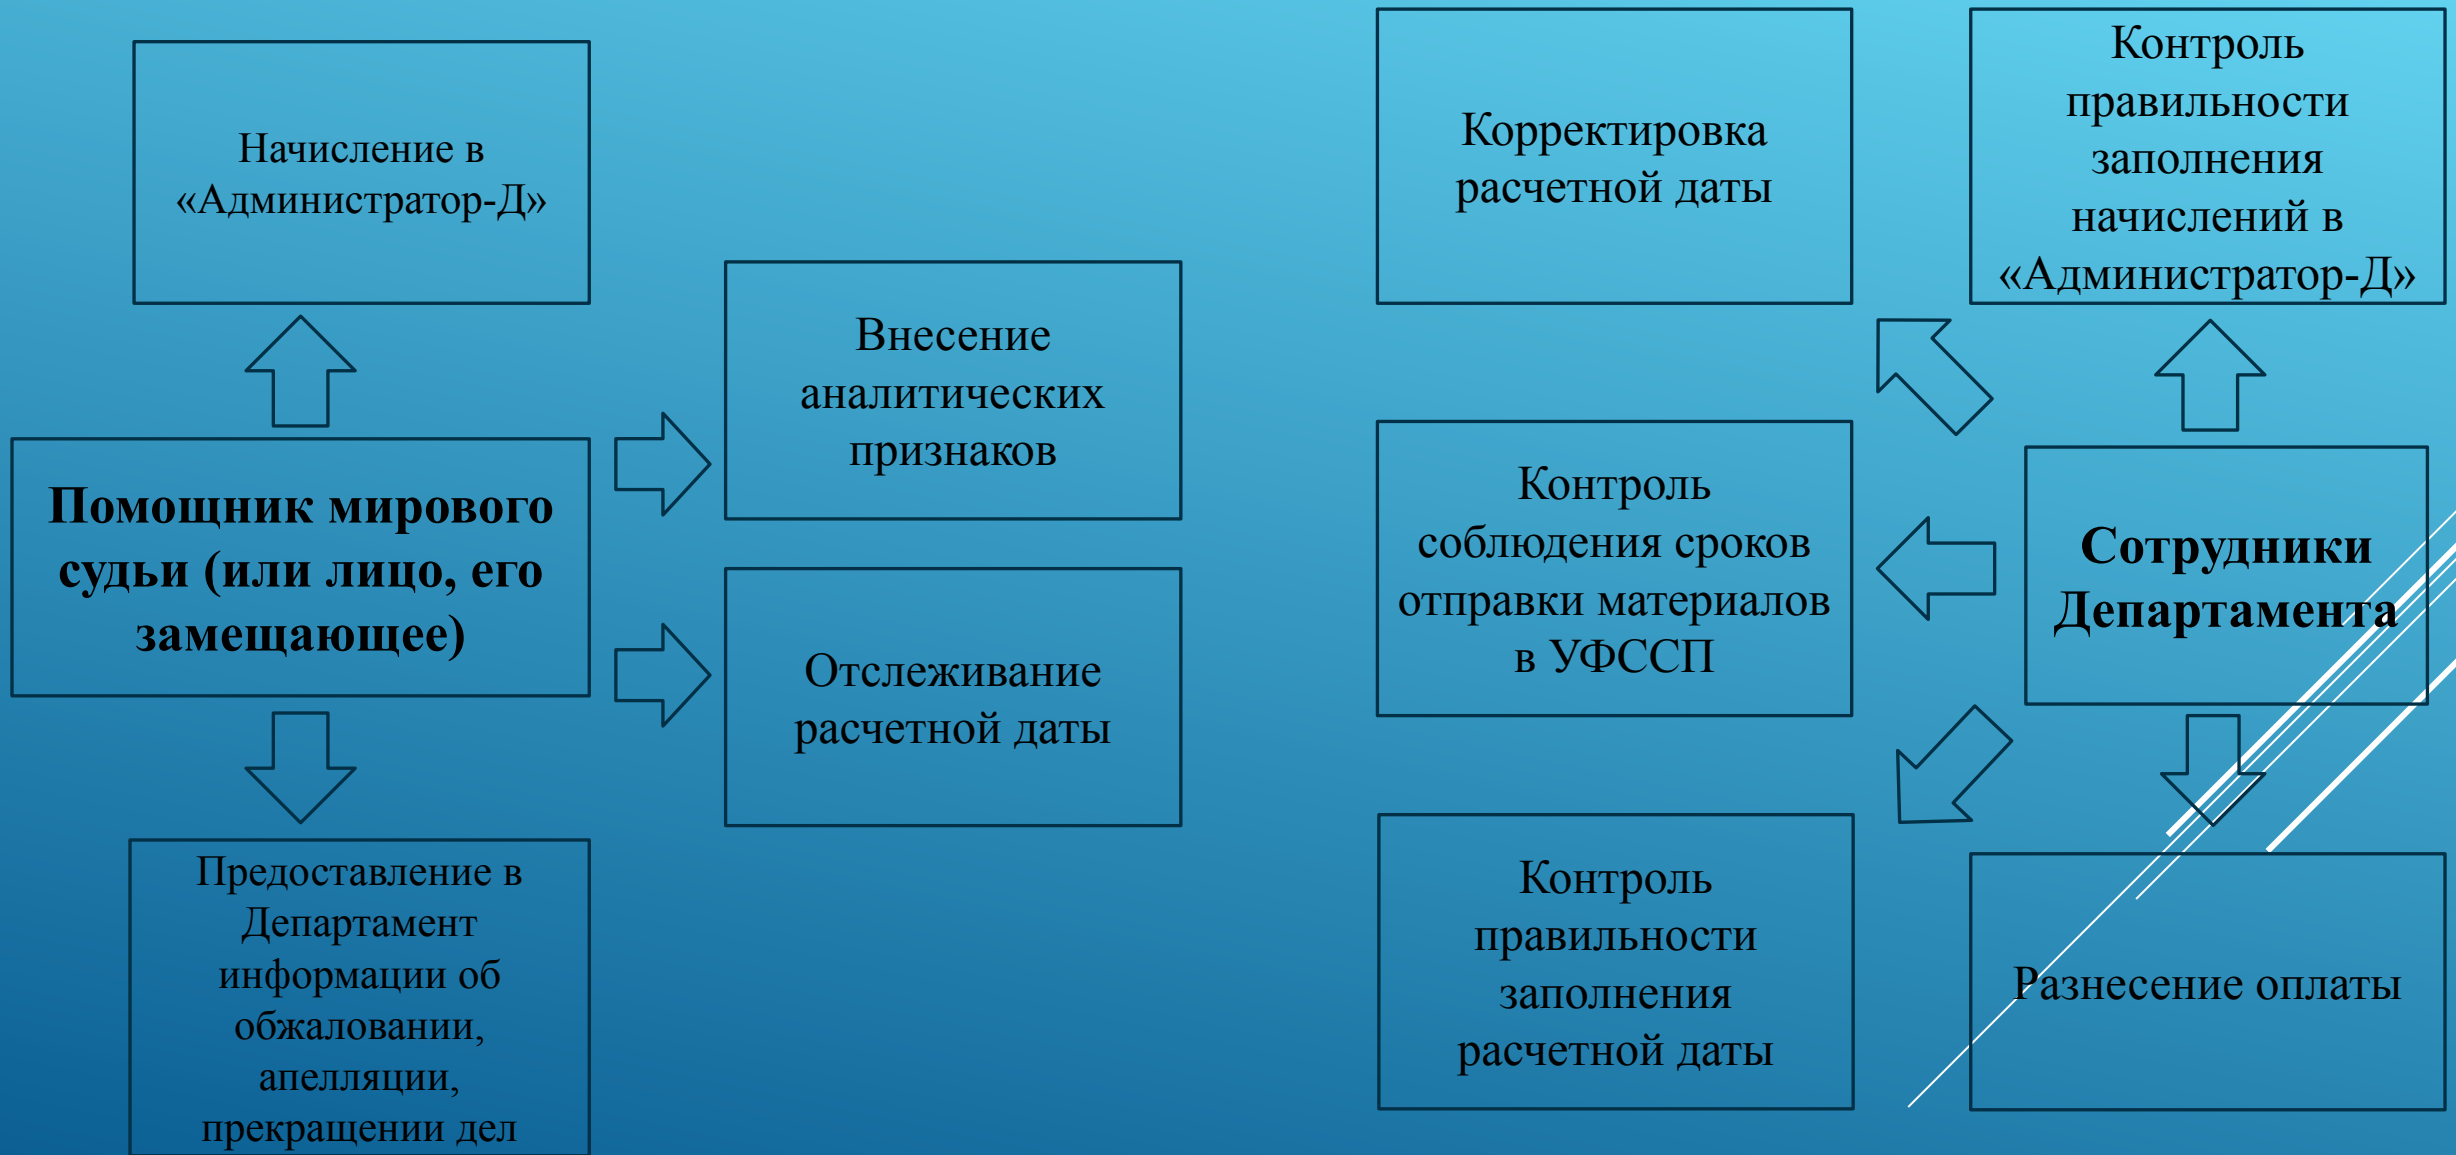 Начисление в
«Администратор-Д»
Внесение
аналитических
признаков
Помощник мирового
судьи (или лицо, его
замещающее)
Отслеживание
расчетной даты
Предоставление в
Департамент
информации об
обжаловании,
апелляции,
прекращении дел
Корректировка
расчетной даты
Контроль
правильности
заполнения
начислений в
«Администратор-Д»
Контроль
соблюдения сроков
отправки материалов
в УФССП
Сотрудники
Департамента
Контроль
правильности
заполнения
расчетной даты
Разнесение оплаты